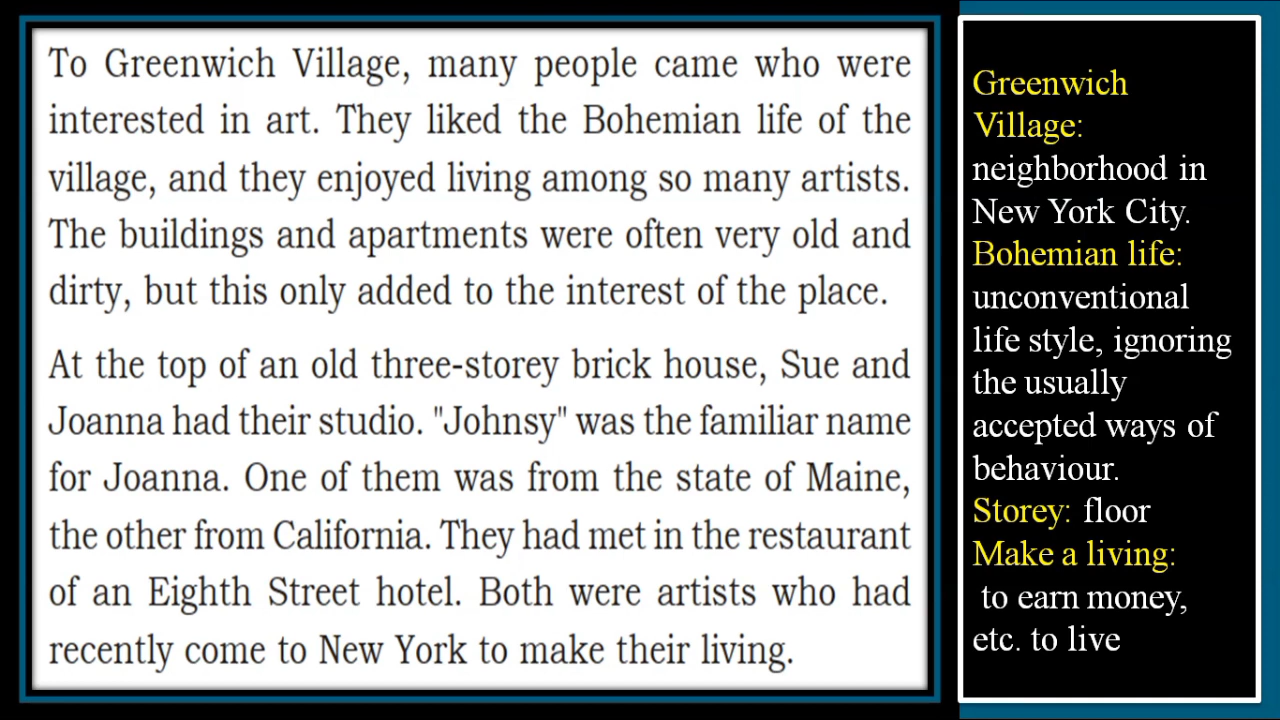 To Greenwich Village, many people came who were
interested in art. They liked the Bohemian life of the
village, and they enjoyed living among so many artists.
The buildings and apartments were often very old and
dirty, but this only added to the interest of the place.
At the top of an old three-storey brick house, Sue and
Joanna had their studio. "Johnsy" was the familiar name
for Joanna. One of them was from the state of Maine,
the other from California. They had met in the restaurant
of an Eighth Street hotel. Both were artists who had
recently come to New York to make their living.
Greenwich
Village:
neighborhood in
New York City.
Bohemian life:
unconventional
life style, ignoring
the usually
accepted ways of
behaviour.
Storey: floor
Make a living:
to earn money,
etc. to live